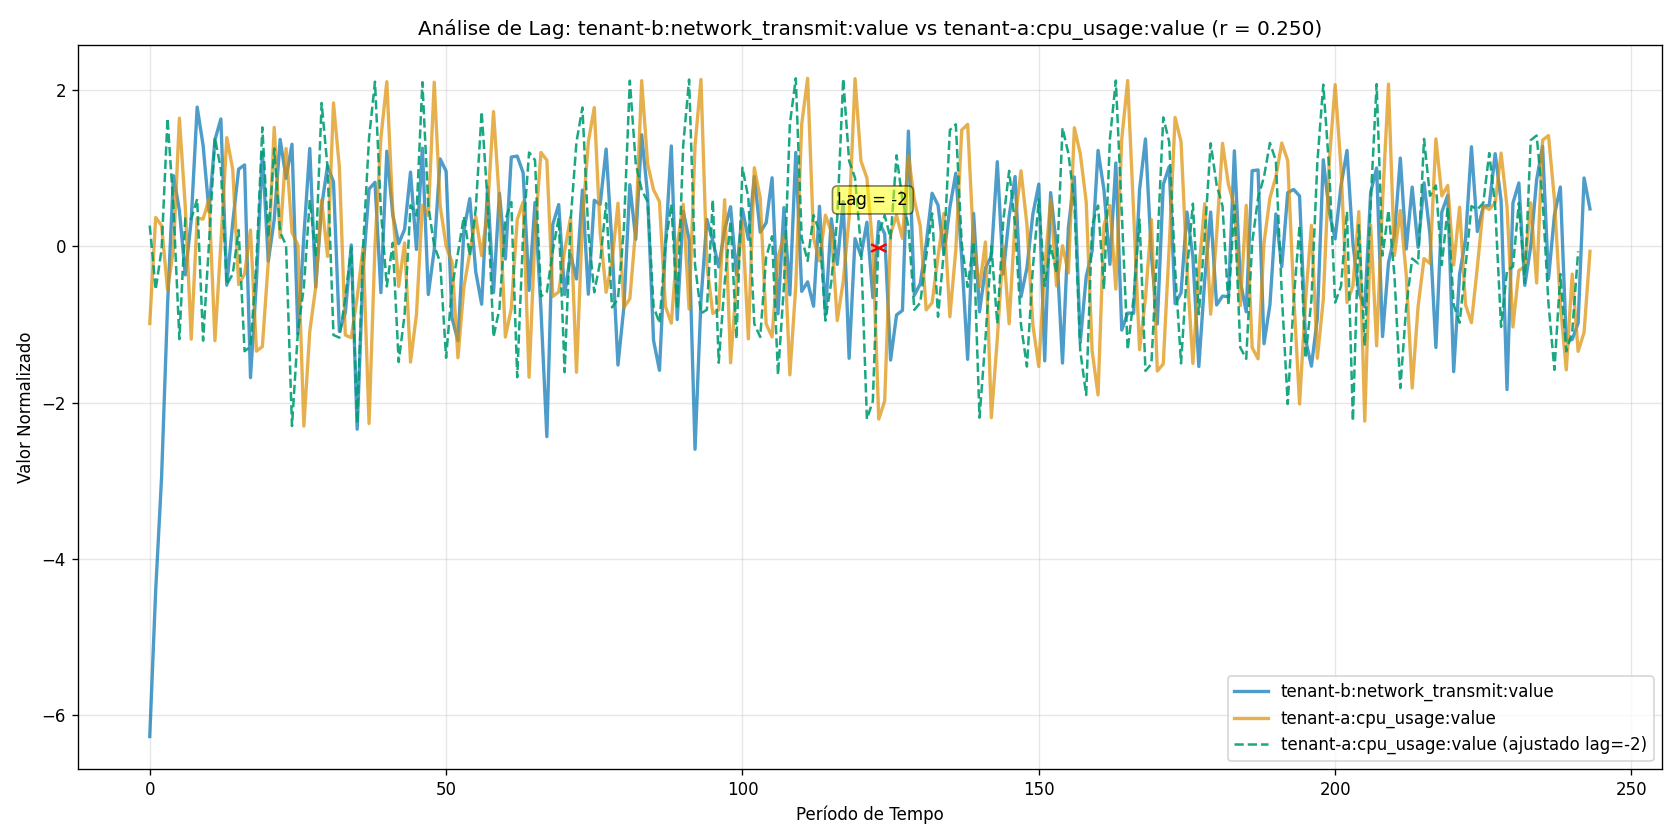 Análise de Lag: tenant-b:network_transmit:value vs tenant-a:cpu_usage:value (r = 0.250)
Valor Normalizado
2
0
−2
−4
−6
Lag = -2
tenant-b:network_transmit:value
tenant-a:cpu_usage:value
tenant-a:cpu_usage:value (ajustado lag=-2)
0 50 100 150 200 250
Período de Tempo